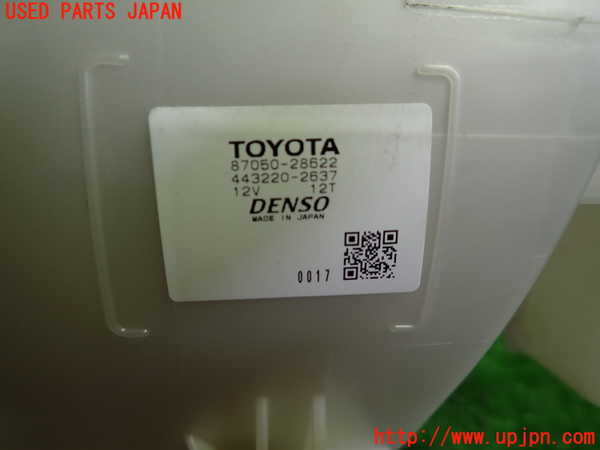 USED PARTS JAPAN
TOYOTA
87050-28622
443220-2637
12V 12T
DENSO
MADE IN JAPAN
0017
http://www.upjpn.com/